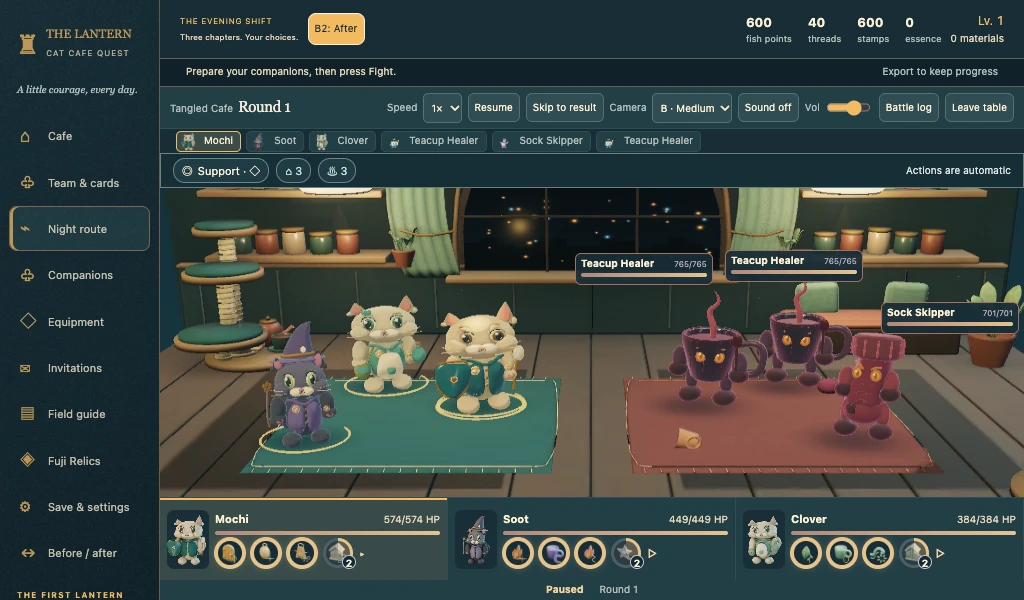 THE LANTERN
CAT CAFE QUEST
A little courage, every day.
Cafe
Team & cards
Night route
Companions
Equipment
Invitations
Field guide
Fuji Relics
Save & settings
Before / after
THE FIRST LANTERN
THE EVENING SHIFT
Three chapters. Your choices.
B2: After
600 fish points
40 threads
600 stamps
0 essence
Lv. 1
0 materials
Prepare your companions, then press Fight.
Export to keep progress
Tangled Cafe Round 1
Speed 1x Resume Skip to result Camera B · Medium Sound off Vol Battle log Leave table
Mochi Soot Clover Teacup Healer Sock Skipper Teacup Healer
Support · 3 3
Actions are automatic
Teacup Healer 765/765
Teacup Healer 765/765
Sock Skipper 701/701
Mochi 574/574 HP
2
Soot 449/449 HP
2
Clover 384/384 HP
2
Paused Round 1